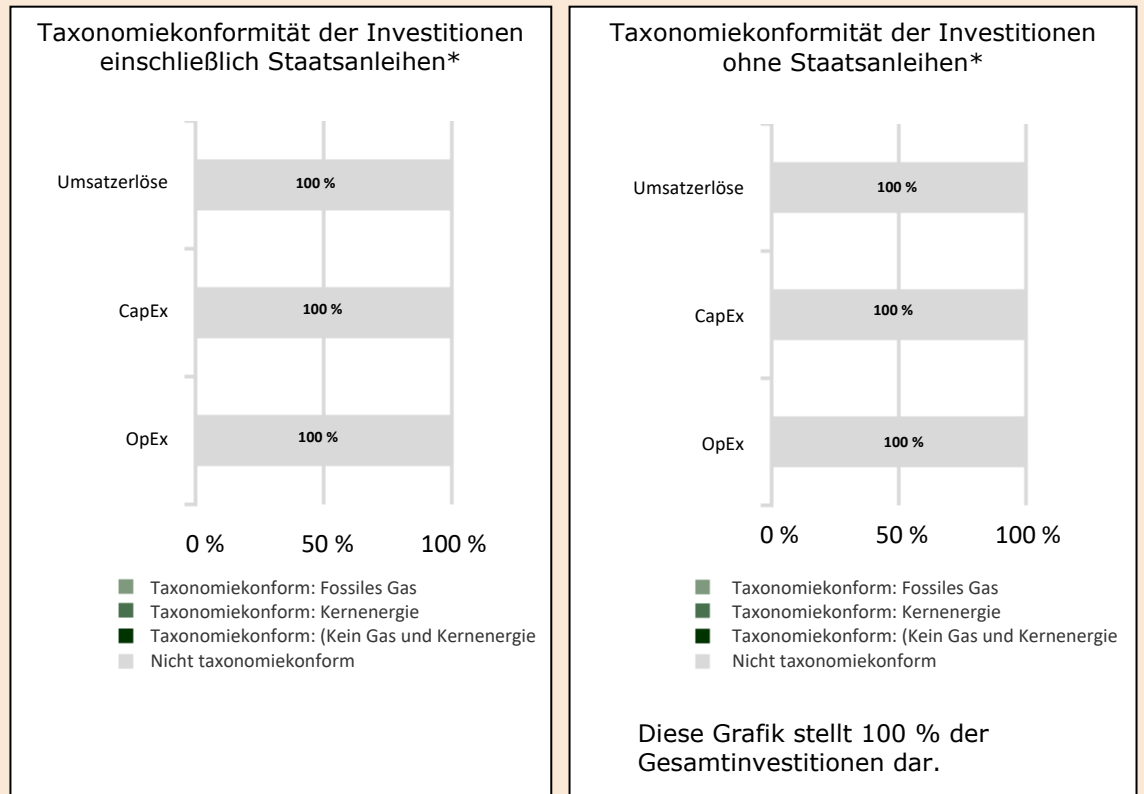 Taxonomiekonformität der Investitionen
einschließlich Staatsanleihen*
Umsatzerlöse
100 %
CapEx
100 %
OpEx
100 %
0 %
50 %
100 %
Taxonomiekonform: Fossiles Gas
Taxonomiekonform: Kernenergie
Taxonomiekonform: (Kein Gas und Kernenergie
Nicht taxonomiekonform
Taxonomiekonformität der Investitionen
ohne Staatsanleihen*
Umsatzerlöse
100 %
CapEx
100 %
OpEx
100 %
0 %
50 %
100 %
Taxonomiekonform: Fossiles Gas
Taxonomiekonform: Kernenergie
Taxonomiekonform: (Kein Gas und Kernenergie
Nicht taxonomiekonform
Diese Grafik stellt 100 % der
Gesamtinvestitionen dar.